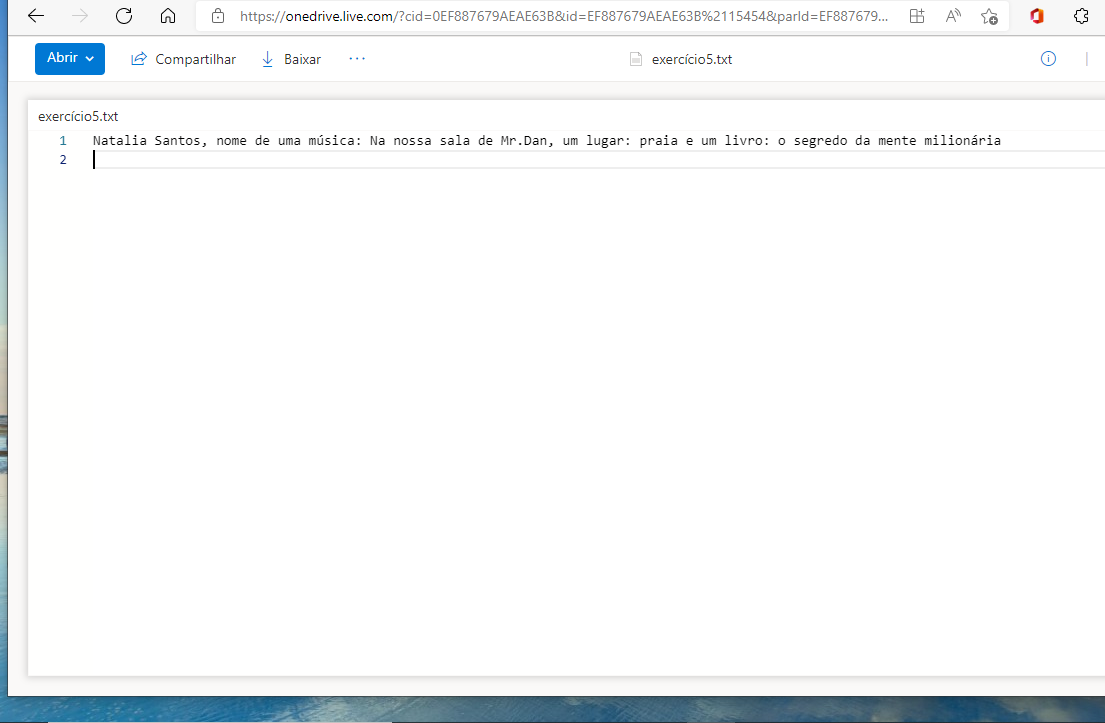 https://onedrive.live.com/?cid=0EF887679AEAE63B&id=EF887679AEAE63B%2115454&parId=EF887679...
Abrir Compartilhar Baixar ... exercício5.txt
exercício5.txt
1 Natalia Santos, nome de uma música: Na nossa sala de Mr.Dan, um lugar: praia e um livro: o segredo da mente milionária
2